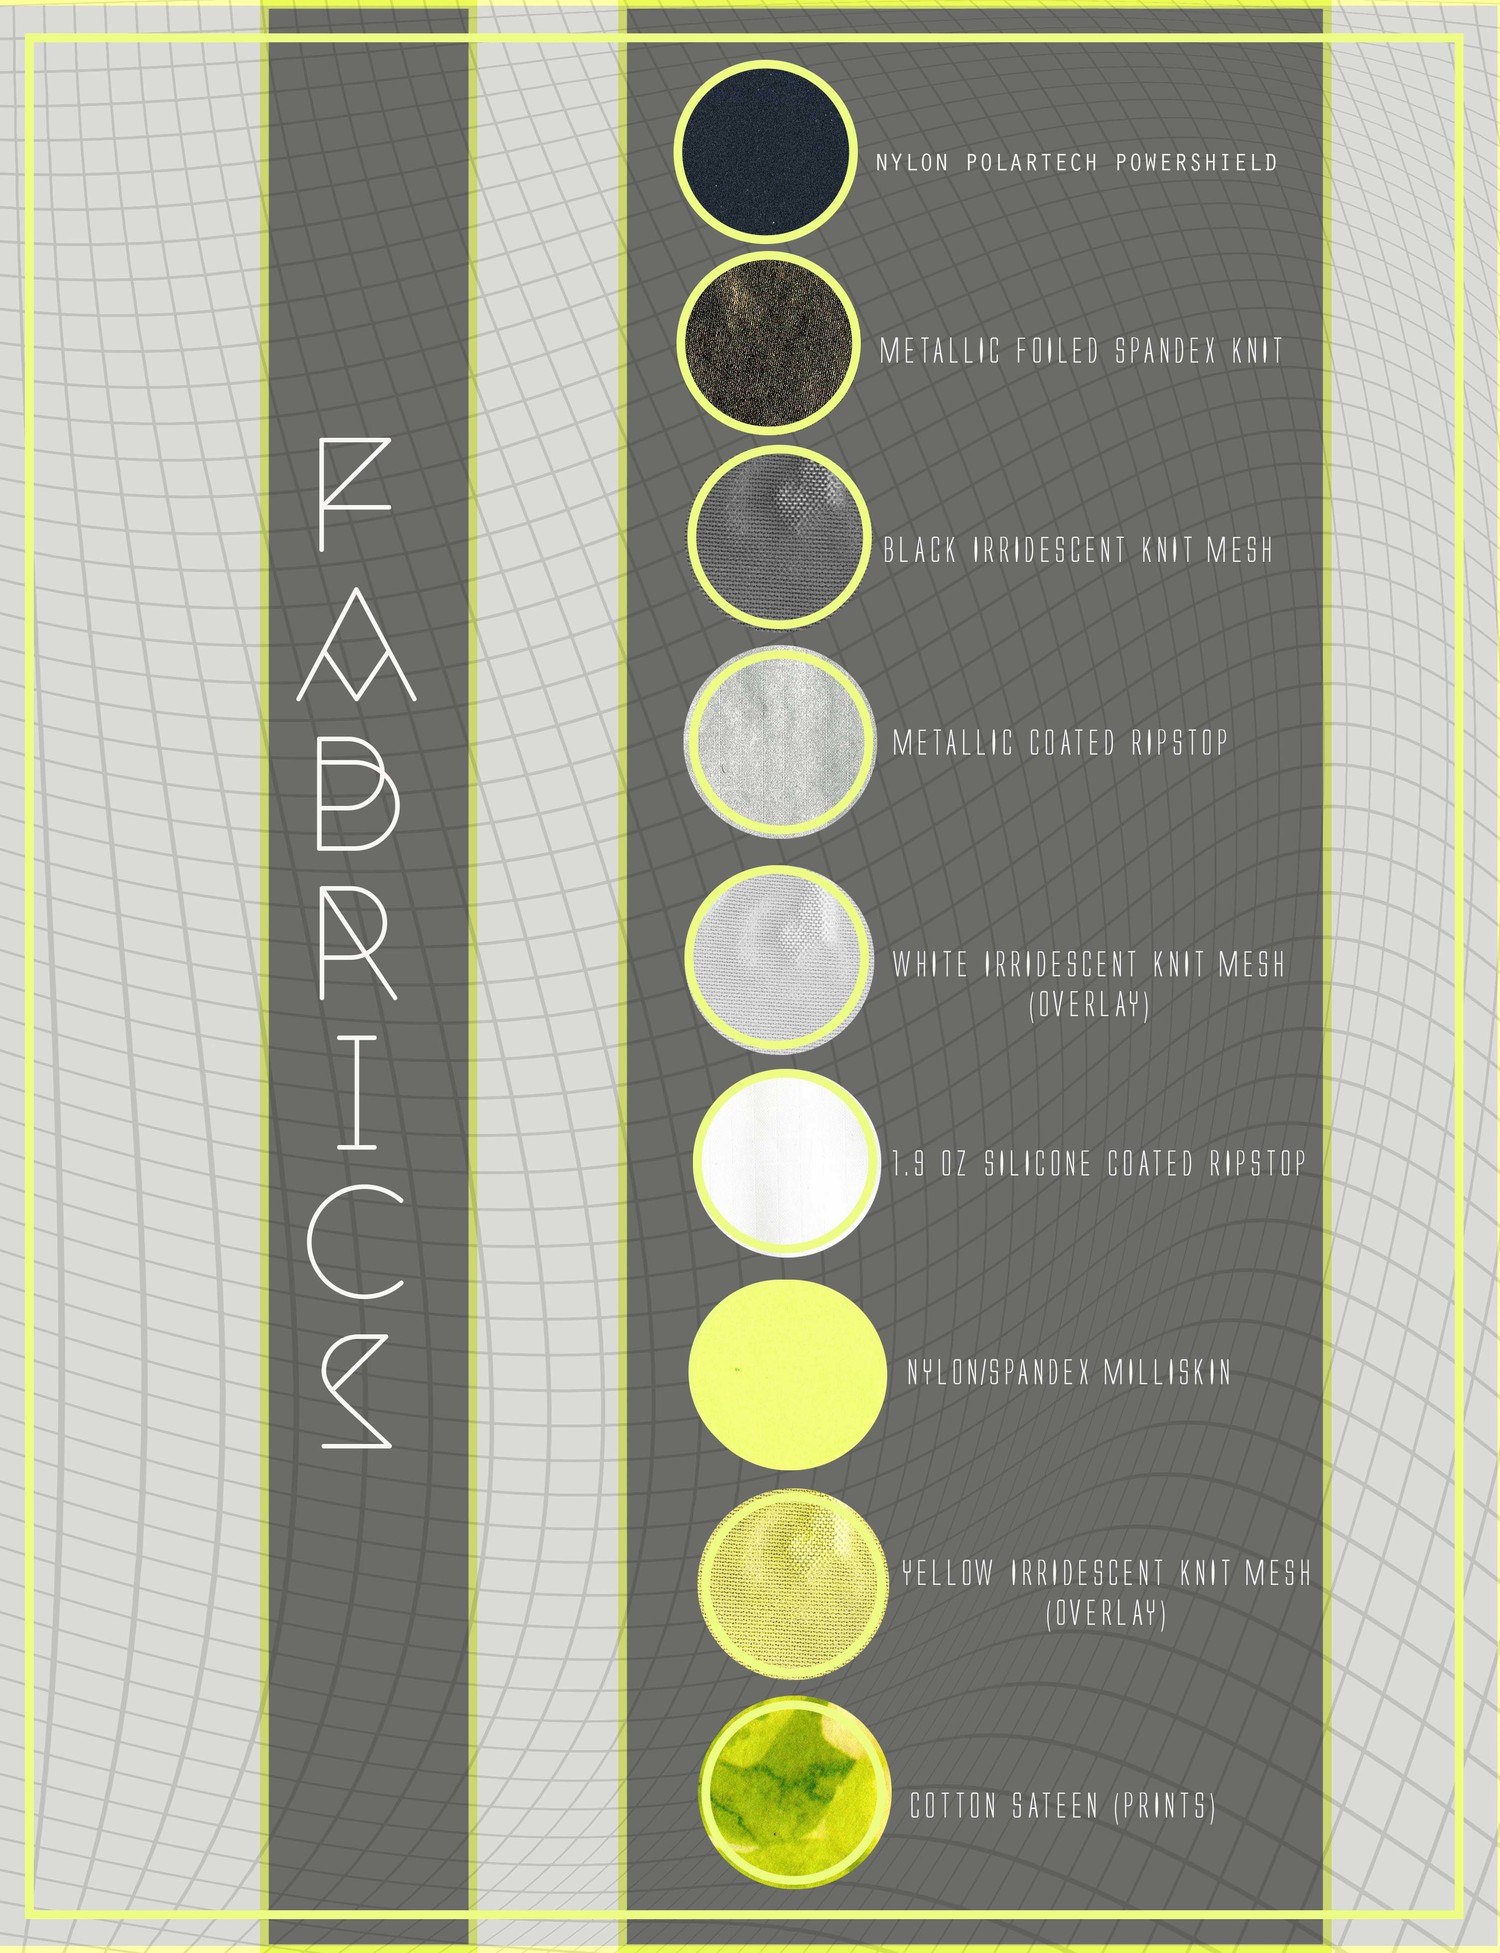 FABRICS
NYLON POLARTECH POWERSHIELD
METALLIC FOILED SPANDEX KNIT
BLACK IRRIDESCENT KNIT MESH
METALLIC COATED RIPSTOP
WHITE IRRIDESCENT KNIT MESH
(OVERLAY)
1.9 OZ SILICONE COATED RIPSTOP
NYLON/SPANDEX MILLISKIN
YELLOW IRRIDESCENT KNIT MESH
(OVERLAY)
COTTON SATEEN (PRINTS)